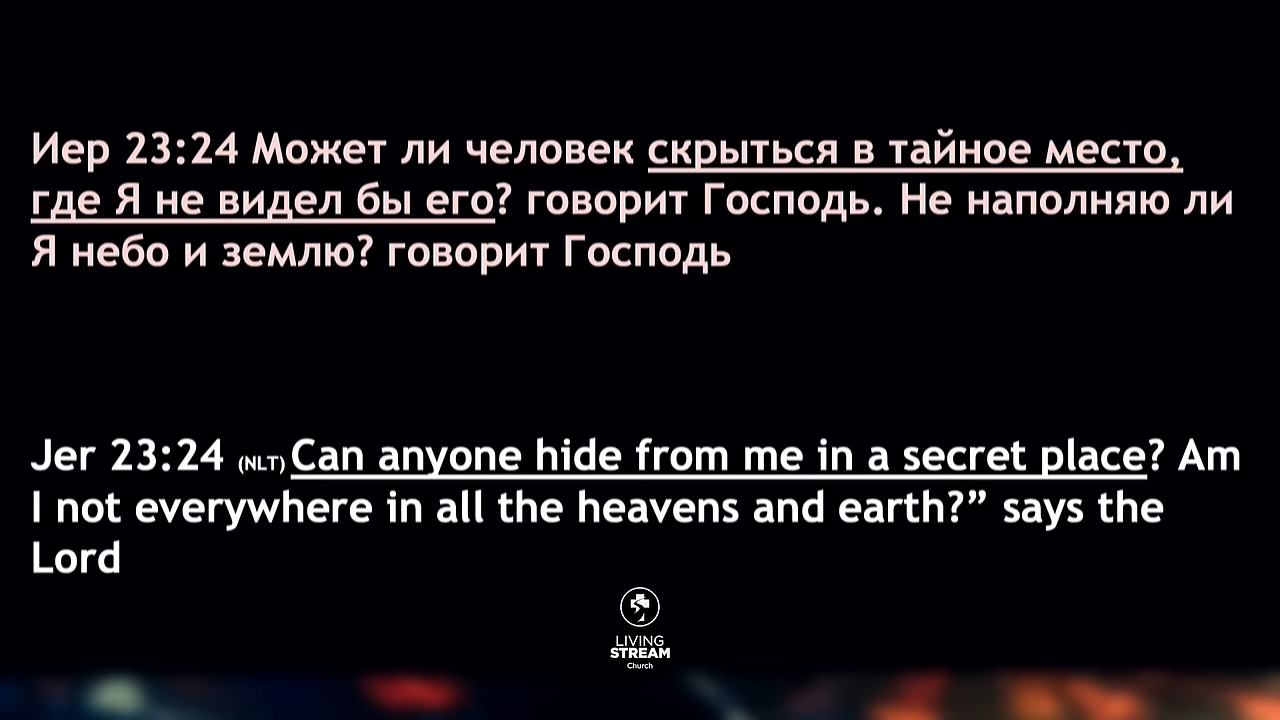 Иер 23:24 Может ли человек скрыться в тайное место,
где Я не видел бы его? говорит Господь. Не наполняю ли
Я небо и землю? говорит Господь
Jer 23:24 (NLT) Can anyone hide from me in a secret place? Am
I not everywhere in all the heavens and earth?” says the
Lord
LIVING
STREAM
Church